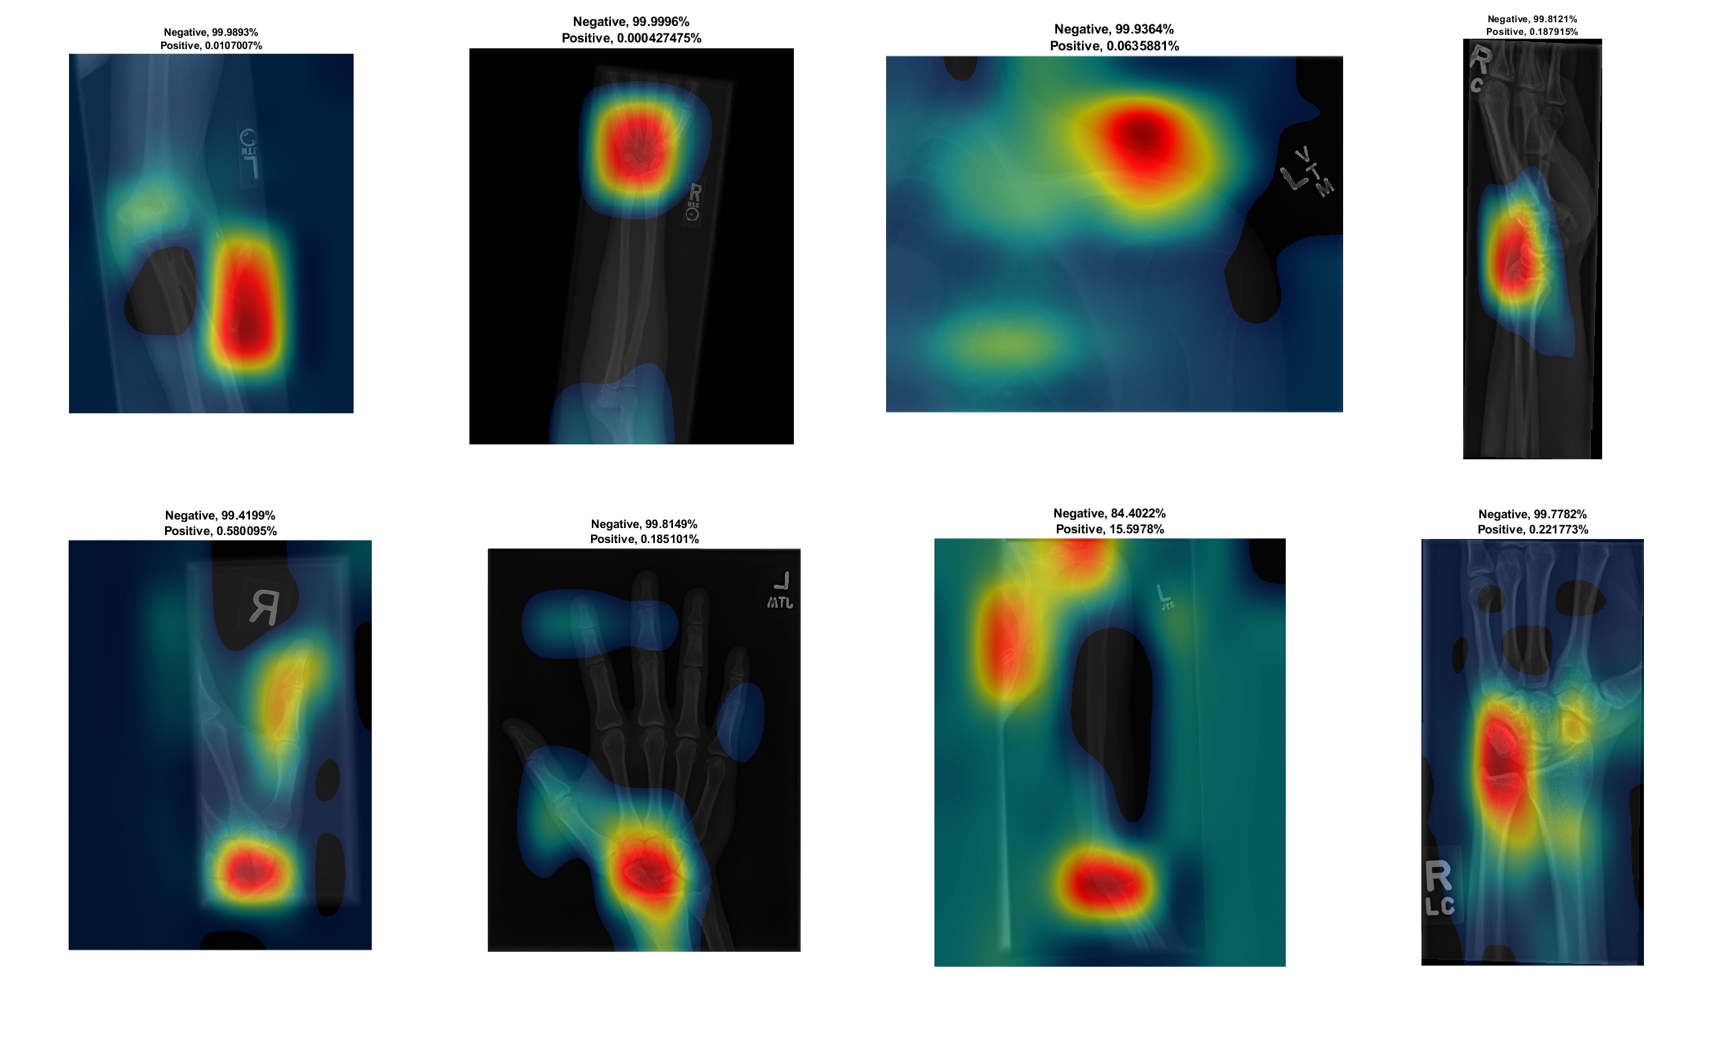 Negative, 99.9893%
Positive, 0.0107007%
Negative, 99.9996%
Positive, 0.000427475%
Negative, 99.9364%
Positive, 0.0635881%
Negative, 99.8121%
Positive, 0.187915%
L
R
L
VTM
R
C
Negative, 99.4199%
Positive, 0.580095%
Negative, 99.8149%
Positive, 0.185101%
Negative, 84.4022%
Positive, 15.5978%
Negative, 99.7782%
Positive, 0.221773%
R
L
MTL
L
JTS
R
LC